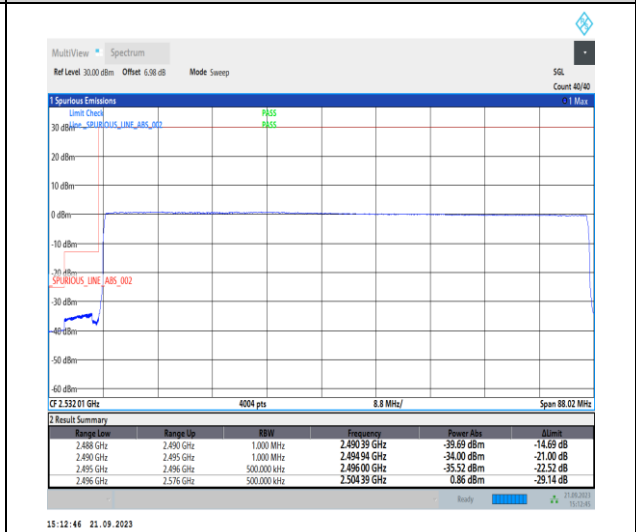 MultiView Spectrum
Ref Level 30.00 dBm Offset 6.98 dB Mode Sweep SGL
Count 40/40
1 Spurious Emissions 1 Max
Limit Check PASS
Line _SPURIOUS_LINE_ABS_002 PASS
30 dBm
20 dBm
10 dBm
0 dBm
-10 dBm
-20 dBm
_SPURIOUS_LINE_ABS_002
-30 dBm
-40 dBm
-50 dBm
-60 dBm
CF 2.532 01 GHz 4004 pts 8.8 MHz/ Span 88.02 MHz
2 Result Summary
Range Low Range Up RBW Frequency Power Abs ΔLimit
2.488 GHz 2.490 GHz 1.000 MHz 2.490 39 GHz -39.69 dBm -14.69 dB
2.490 GHz 2.495 GHz 1.000 MHz 2.494 94 GHz -34.00 dBm -21.00 dB
2.495 GHz 2.496 GHz 500.000 kHz 2.496 00 GHz -35.52 dBm -22.52 dB
2.496 GHz 2.576 GHz 500.000 kHz 2.504 39 GHz 0.86 dBm -29.14 dB
Ready 21.09.2023
15:12:45
15:12:46 21.09.2023